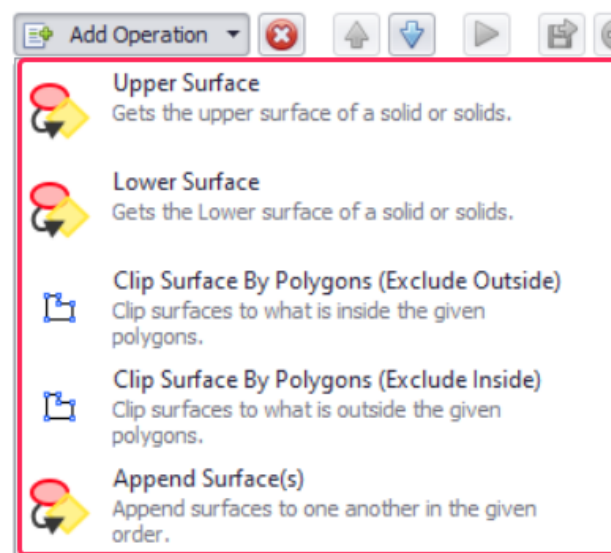 Add Operation
Upper Surface
Gets the upper surface of a solid or solids.
Lower Surface
Gets the Lower surface of a solid or solids.
Clip Surface By Polygons (Exclude Outside)
Clip surfaces to what is inside the given
polygons.
Clip Surface By Polygons (Exclude Inside)
Clip surfaces to what is outside the given
polygons.
Append Surface(s)
Append surfaces to one another in the given
order.